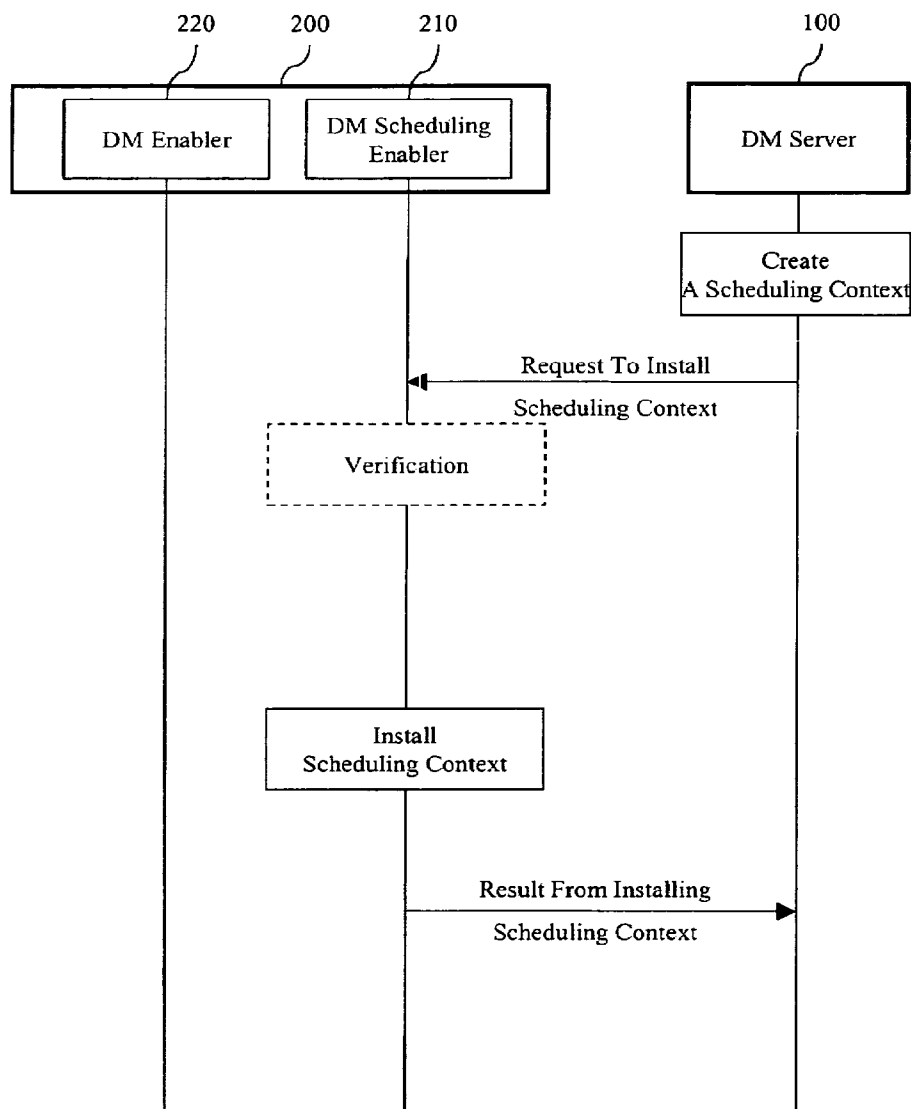 220
200
210
100
DM Enabler
DM Scheduling
Enabler
DM Server
Create
A Scheduling Context
Request To Install
Scheduling Context
Verification
Install
Scheduling Context
Result From Installing
Scheduling Context